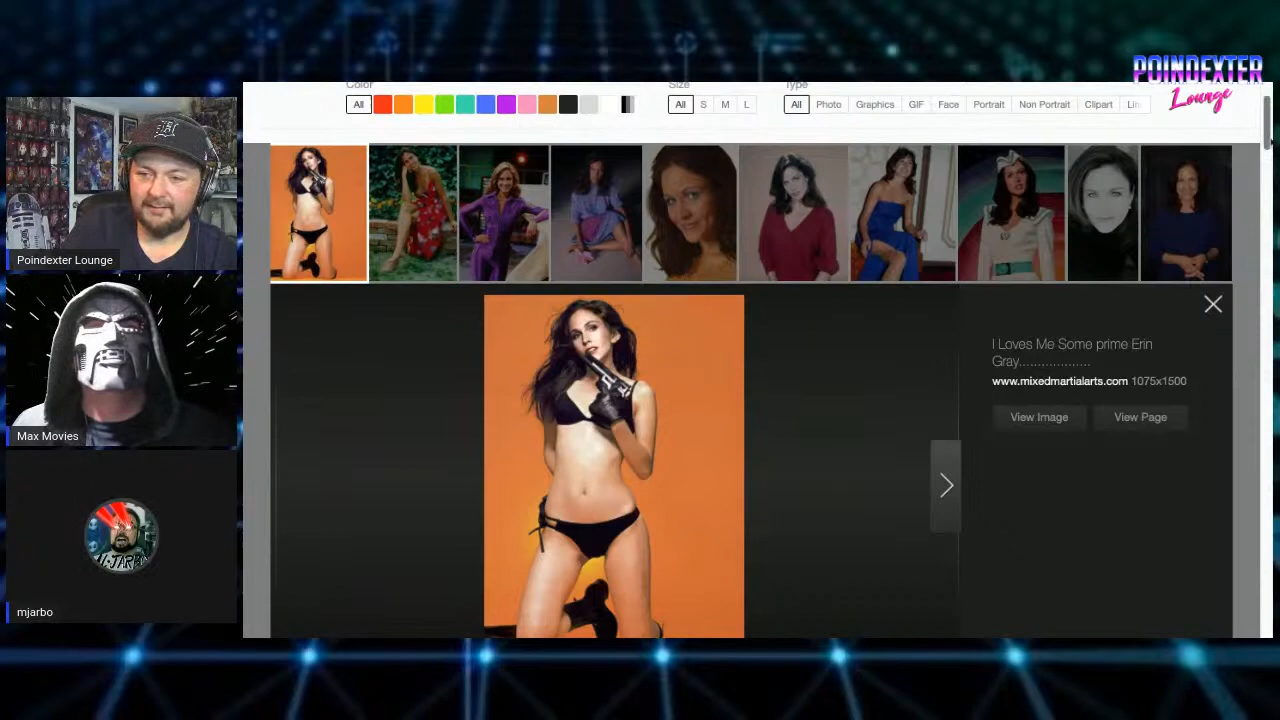 POINDEXTER
Lounge
Color
Size
Type
All
All S M L
All Photo Graphics GIF Face Portrait Non Portrait Clipart
I Loves Me Some prime Erin
Gray...................
www.mixedmartialarts.com 1075x1500
View Image View Page
Poindexter Lounge
Max Movies
mjarbo